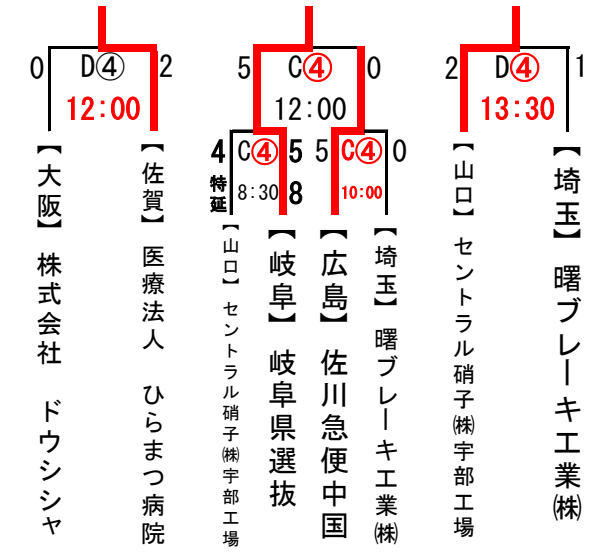 0 D④ 2
12:00
【大阪】 株式会社 ドウシシャ
【佐賀】 医療法人 ひらまつ病院
5 C④ 0
12:00
4 C④ 5
特延 8:30 8
5 C④ 0
10:00
【山口】 セントラル硝子㈱宇部工場
【岐阜】 岐阜県選抜
【広島】 佐川急便中国
【埼玉】 曙ブレーキ工業㈱
2 D④ 1
13:30
【山口】 セントラル硝子㈱宇部工場
【埼玉】 曙ブレーキ工業㈱